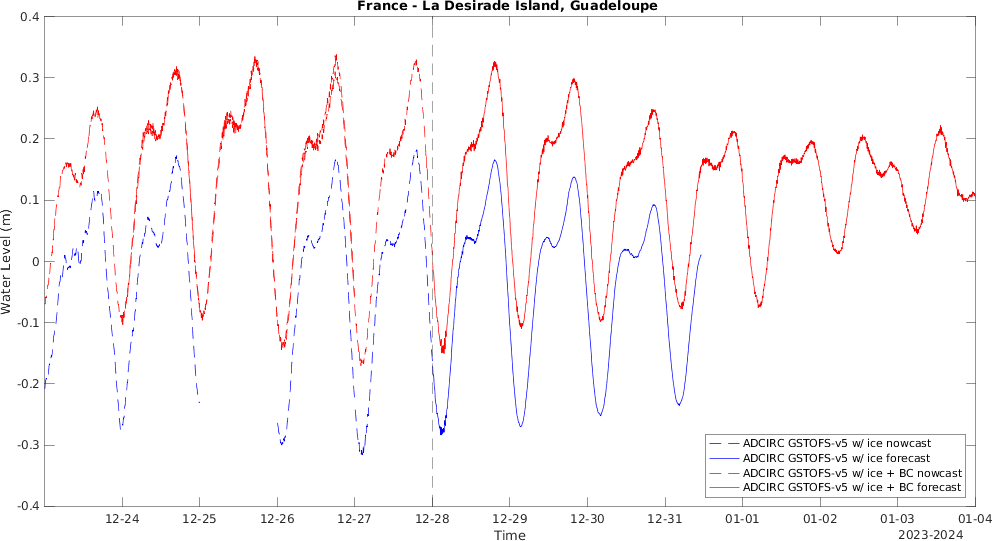 France - La Desirade Island, Guadeloupe
Water Level (m)
0.4
0.3
0.2
0.1
0
-0.1
-0.2
-0.3
-0.4
ADCIRC GSTOFS-v5 w/ ice nowcast
ADCIRC GSTOFS-v5 w/ ice forecast
ADCIRC GSTOFS-v5 w/ ice + BC nowcast
ADCIRC GSTOFS-v5 w/ ice + BC forecast
12-24 12-25 12-26 12-27 12-28 12-29 12-30 12-31 01-01 01-02 01-03 01-04
Time
2023-2024